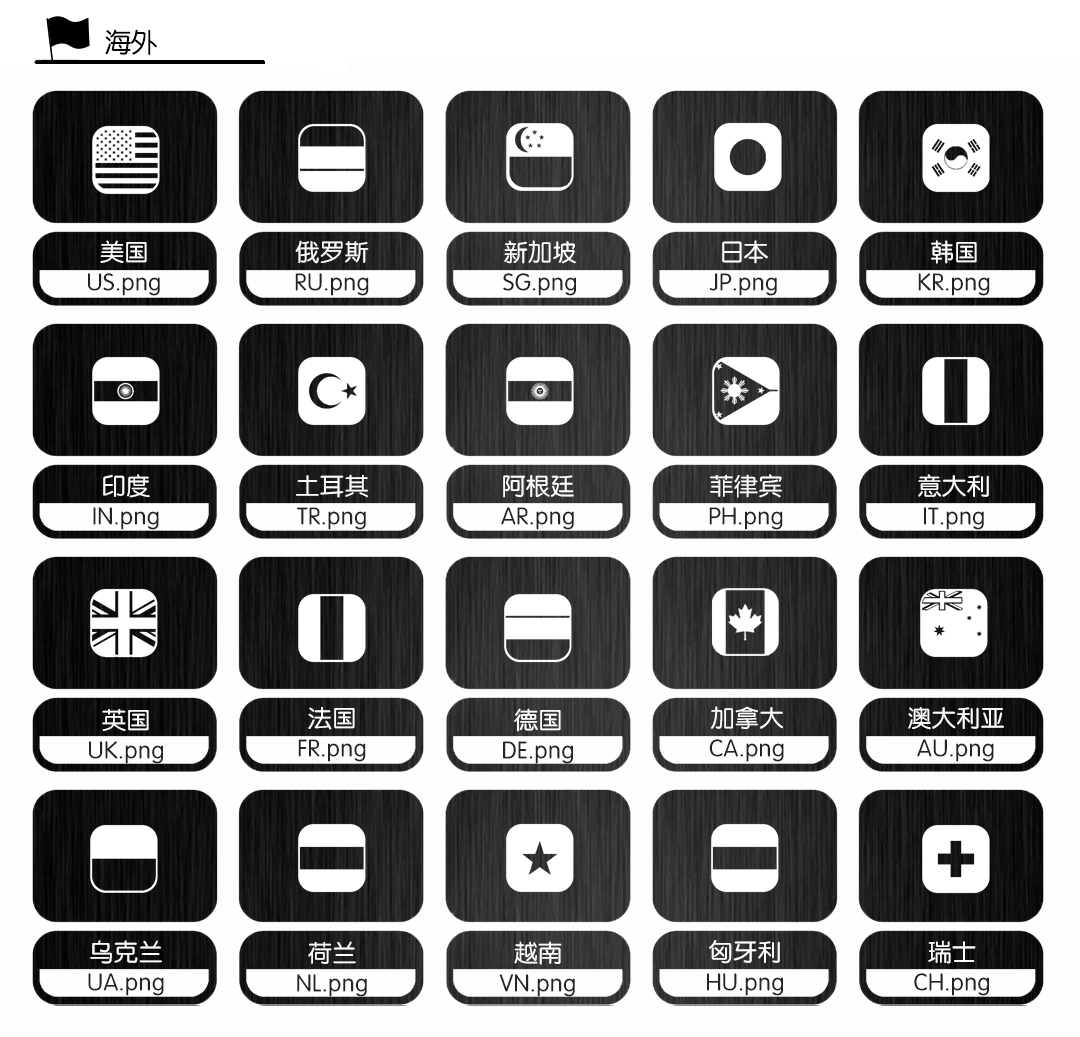 海外
美国
US.png
俄罗斯
RU.png
新加坡
SG.png
日本
JP.png
韩国
KR.png
印度
IN.png
土耳其
TR.png
阿根廷
AR.png
菲律宾
PH.png
意大利
IT.png
英国
UK.png
法国
FR.png
德国
DE.png
加拿大
CA.png
澳大利亚
AU.png
乌克兰
UA.png
荷兰
NL.png
越南
VN.png
匈牙利
HU.png
瑞士
CH.png